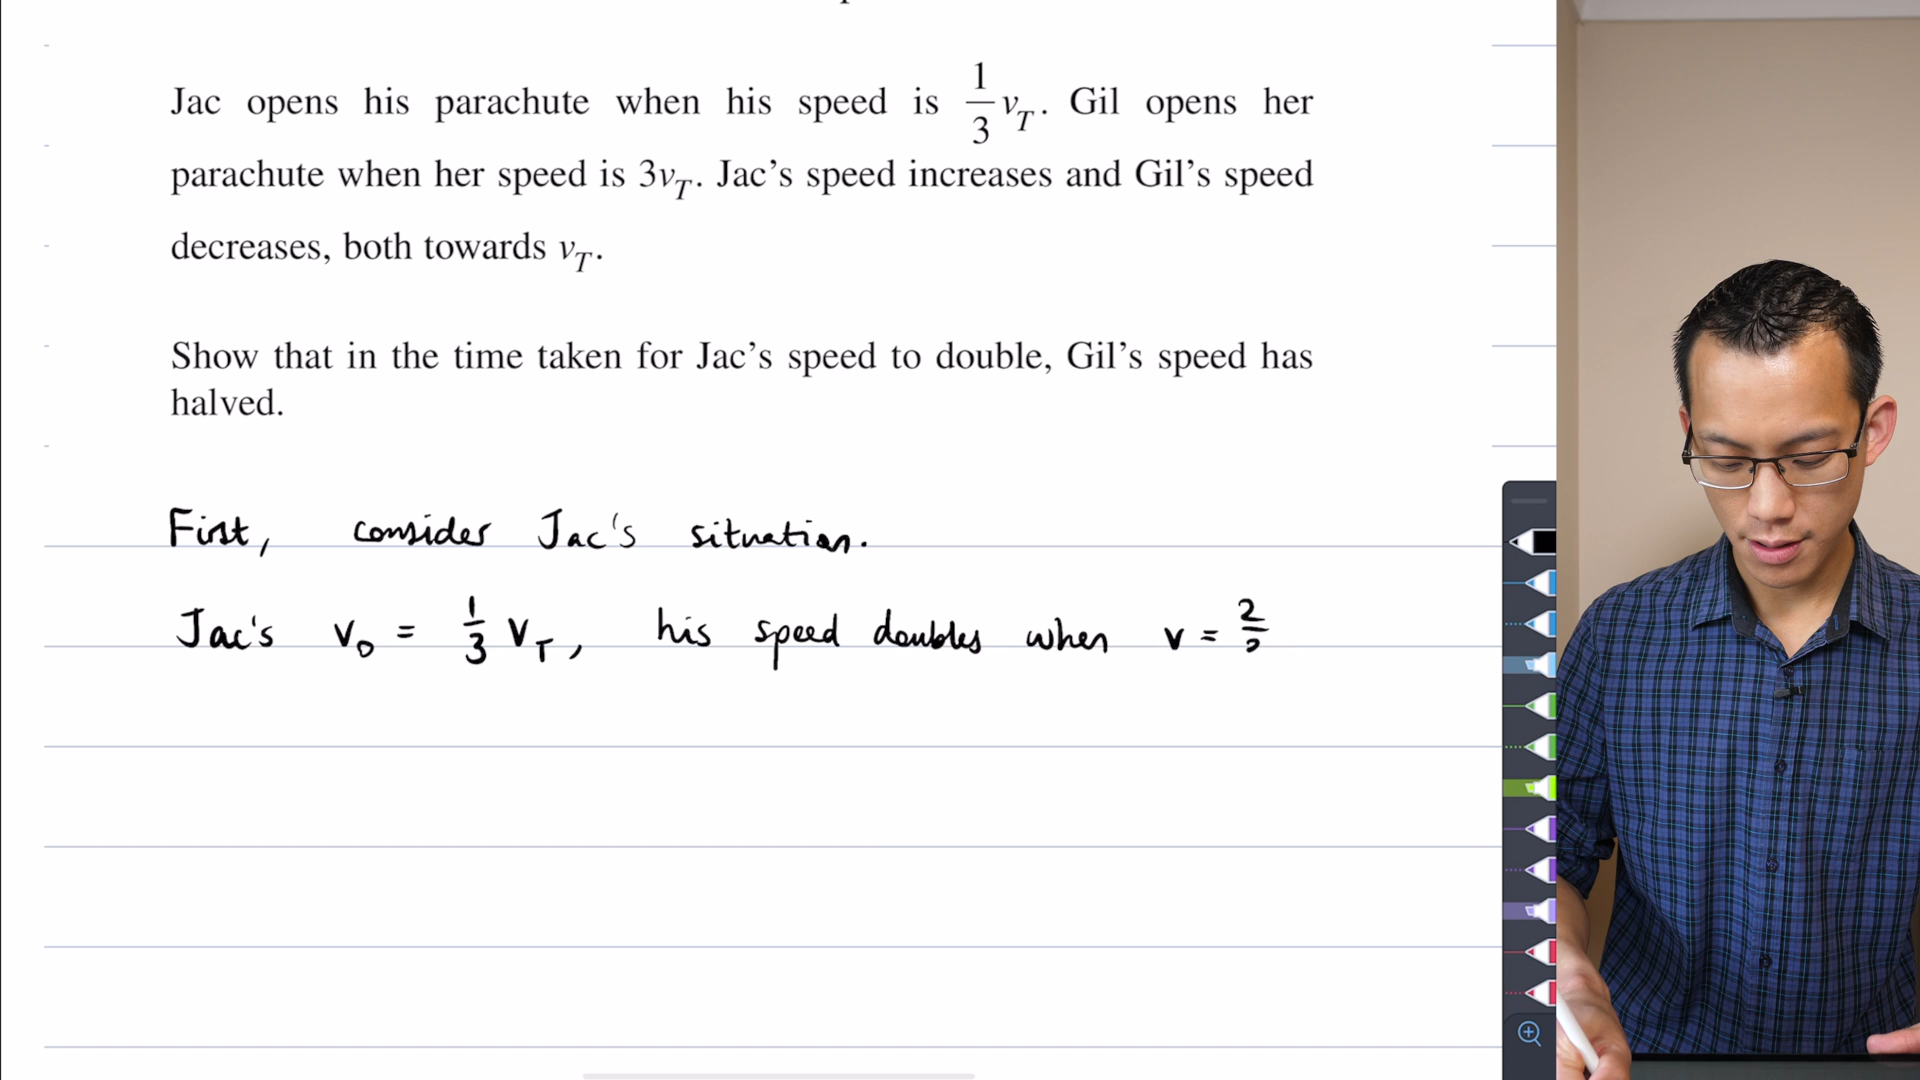 Jac opens his parachute when his speed is 1/3 v_T. Gil opens her
parachute when her speed is 3v_T. Jac’s speed increases and Gil’s speed
decreases, both towards v_T.
Show that in the time taken for Jac’s speed to double, Gil’s speed has
halved.
First, consider Jac's situation.
Jac's v_0 = 1/3 v_T, his speed doubles when v = 2/